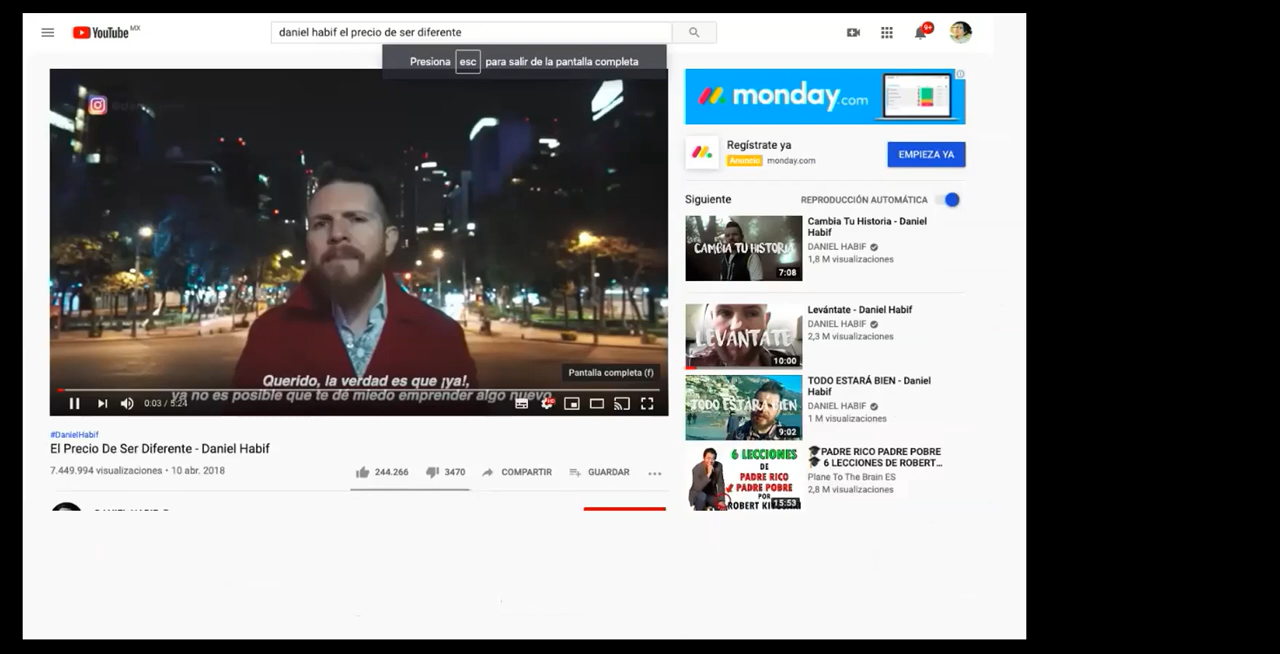 YouTube MX
daniel habif el precio de ser diferente
9+
Presiona esc para salir de la pantalla completa
Querido, la verdad es que ¡ya!,
ya no es posible que te dé miedo emprender algo nuevo
Pantalla completa (f)
0:03 / 5:24
#DanielHabif
El Precio De Ser Diferente - Daniel Habif
7.449.994 visualizaciones • 10 abr. 2018
244.266
3470
COMPARTIR
GUARDAR
monday.com
Regístrate ya
Anuncio monday.com
EMPIEZA YA
Siguiente
REPRODUCCIÓN AUTOMÁTICA
CAMBIA TU HISTORIA
7:08
Cambia Tu Historia - Daniel
Habif
DANIEL HABIF
1,8 M visualizaciones
LEVÁNTATE
10:00
Levántate - Daniel Habif
DANIEL HABIF
2,3 M visualizaciones
TODO ESTARÁ BIEN
9:02
TODO ESTARÁ BIEN - Daniel
Habif
DANIEL HABIF
1 M visualizaciones
6 LECCIONES
DE
PADRE RICO
PADRE POBRE
POR
ROBERT
15:53
PADRE RICO PADRE POBRE
6 LECCIONES DE ROBERT...
Plane To The Brain ES
2,8 M visualizaciones